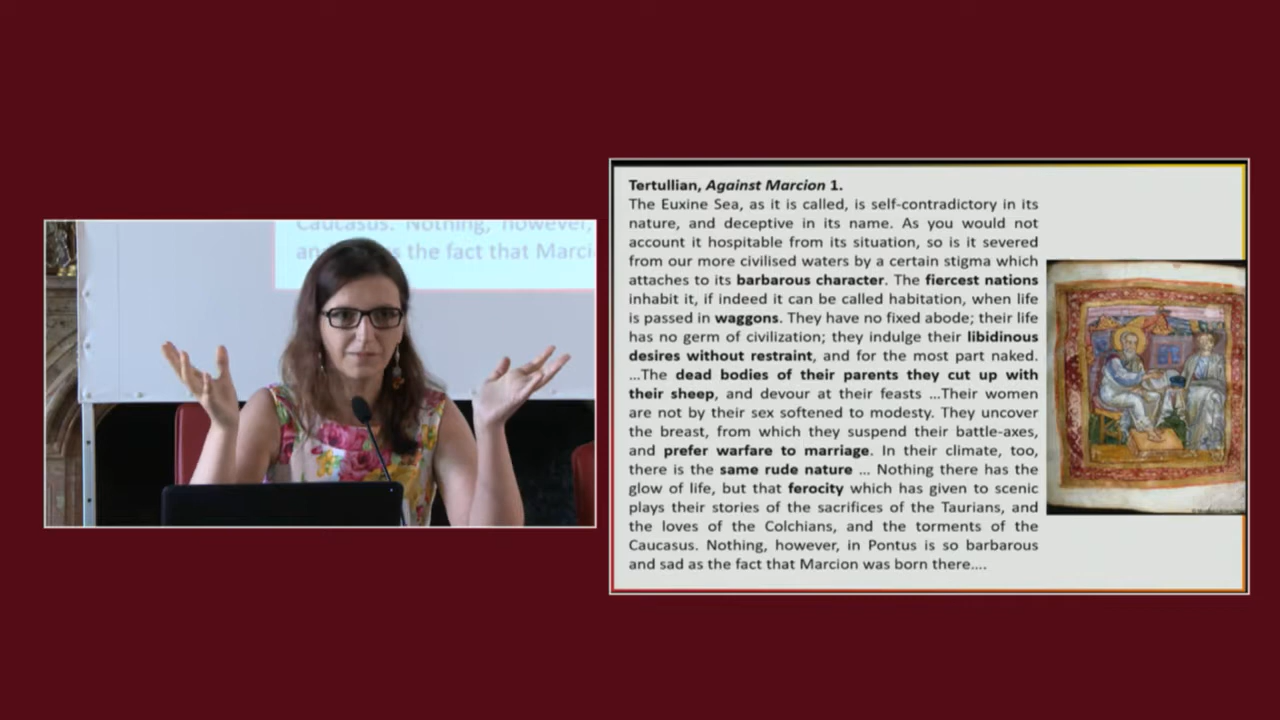 Caucasus. Nothing, however,
the fact that Marci
Tertullian, Against Marcion 1.
The Euxine Sea, as it is called, is self-contradictory in its
nature, and deceptive in its name. As you would not
account it hospitable from its situation, so is it severed
from our more civilised waters by a certain stigma which
attaches to its barbarous character. The fiercest nations
inhabit it, if indeed it can be called habitation, when life
is passed in waggons. They have no fixed abode; their life
has no germ of civilization; they indulge their libidinous
desires without restraint, and for the most part naked.
...The dead bodies of their parents they cut up with
their sheep, and devour at their feasts ...Their women
are not by their sex softened to modesty. They uncover
the breast, from which they suspend their battle-axes,
and prefer warfare to marriage. In their climate, too,
there is the same rude nature ... Nothing there has the
glow of life, but that ferocity which has given to scenic
plays their stories of the sacrifices of the Taurians, and
the loves of the Colchians, and the torments of the
Caucasus. Nothing, however, in Pontus is so barbarous
and sad as the fact that Marcion was born there....